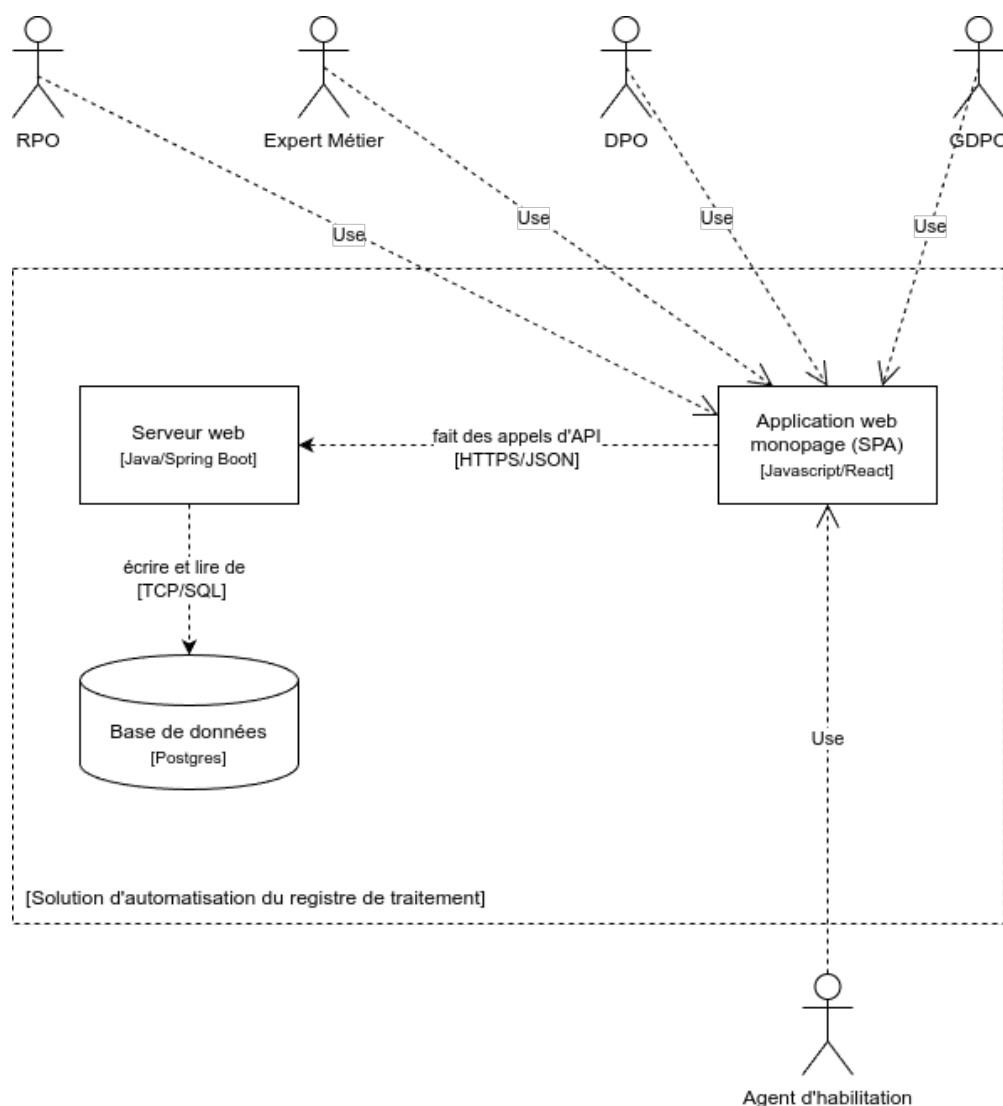 RPO
Expert Métier
DPO
GDPO
Use
Use
Use
Use
Serveur web
[Java/Spring Boot]
fait des appels d'API
[HTTPS/JSON]
Application web
monopage (SPA)
[Javascript/React]
écrire et lire de
[TCP/SQL]
Base de données
[Postgres]
Use
[Solution d'automatisation du registre de traitement]
Agent d'habilitation